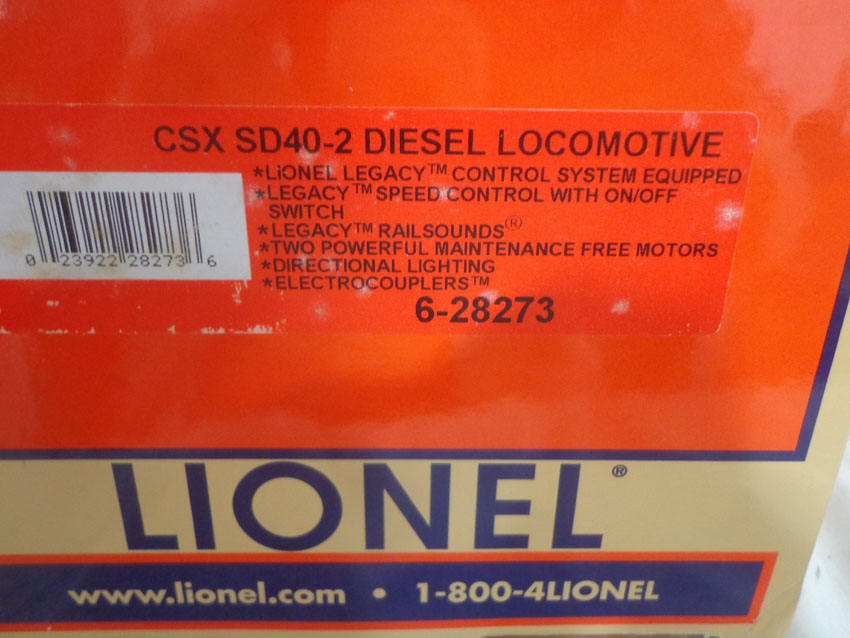 CSX SD40-2 DIESEL LOCOMOTIVE
*LiONEL LEGACY™ CONTROL SYSTEM EQUIPPED
*LEGACY™ SPEED CONTROL WITH ON/OFF
SWITCH
*LEGACY™ RAILSOUNDS®
*TWO POWERFUL MAINTENANCE FREE MOTORS
*DIRECTIONAL LIGHTING
*ELECTROCOUPLERS™
6-28273
0 23922 28273 6
LIONEL®
www.lionel.com • 1-800-4LIONEL